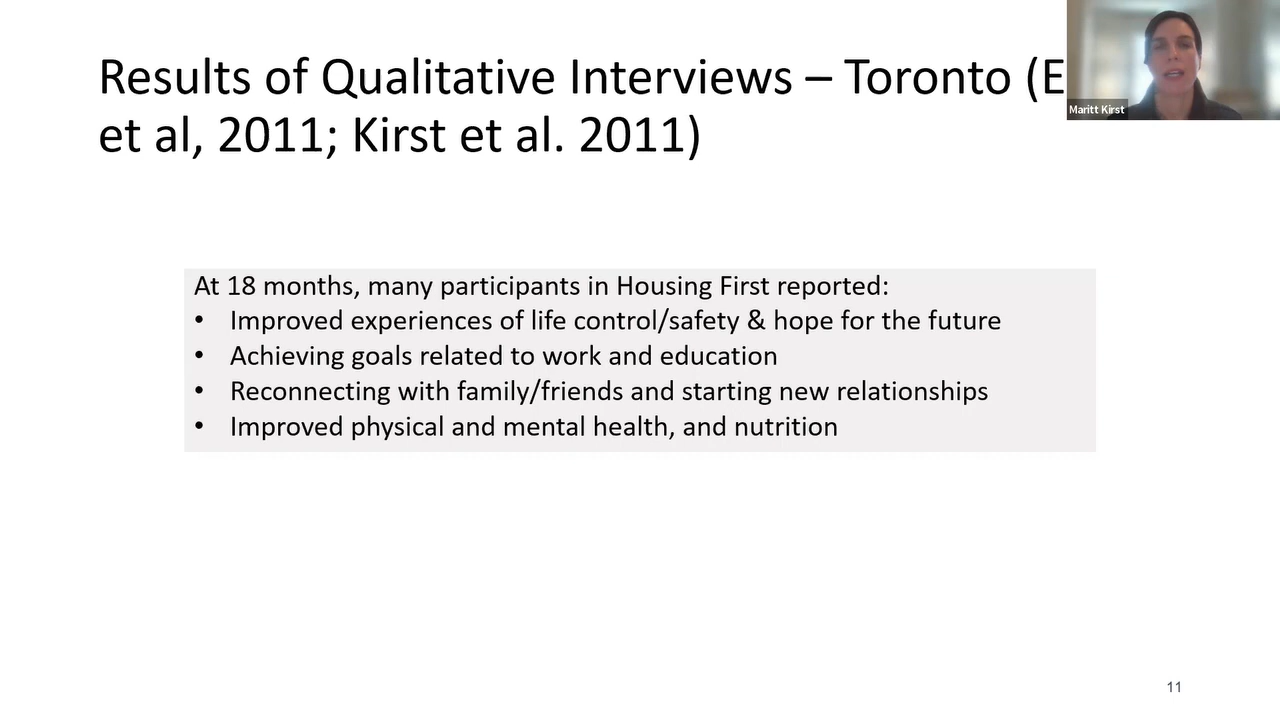 Results of Qualitative Interviews – Toronto (E
et al, 2011; Kirst et al. 2011)
Maritt Kirst
At 18 months, many participants in Housing First reported:
• Improved experiences of life control/safety & hope for the future
• Achieving goals related to work and education
• Reconnecting with family/friends and starting new relationships
• Improved physical and mental health, and nutrition
11